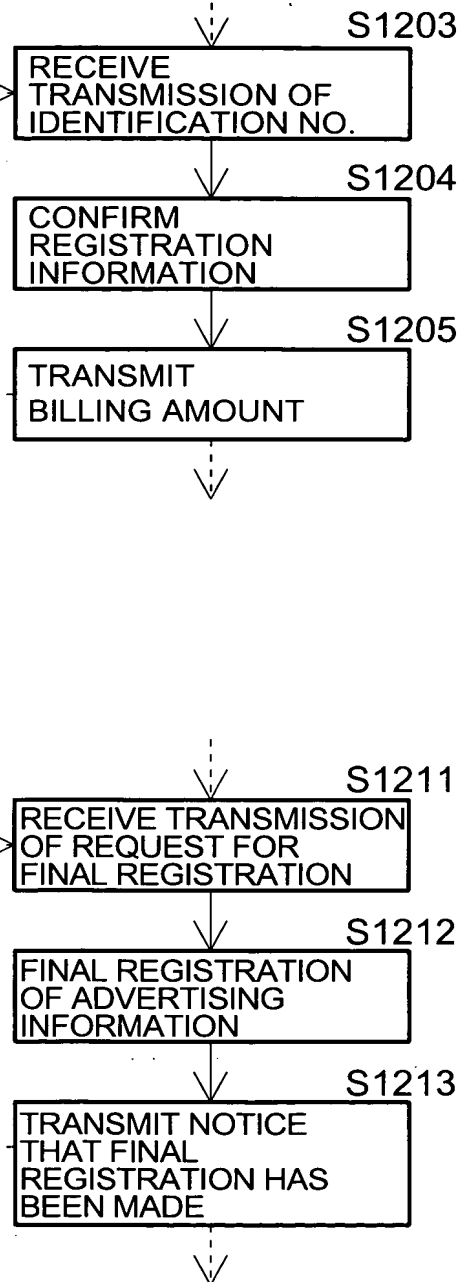 S1203
RECEIVE
TRANSMISSION OF
IDENTIFICATION NO.
S1204
CONFIRM
REGISTRATION
INFORMATION
S1205
TRANSMIT
BILLING AMOUNT
S1211
RECEIVE TRANSMISSION
OF REQUEST FOR
FINAL REGISTRATION
S1212
FINAL REGISTRATION
OF ADVERTISING
INFORMATION
S1213
TRANSMIT NOTICE
THAT FINAL
REGISTRATION HAS
BEEN MADE